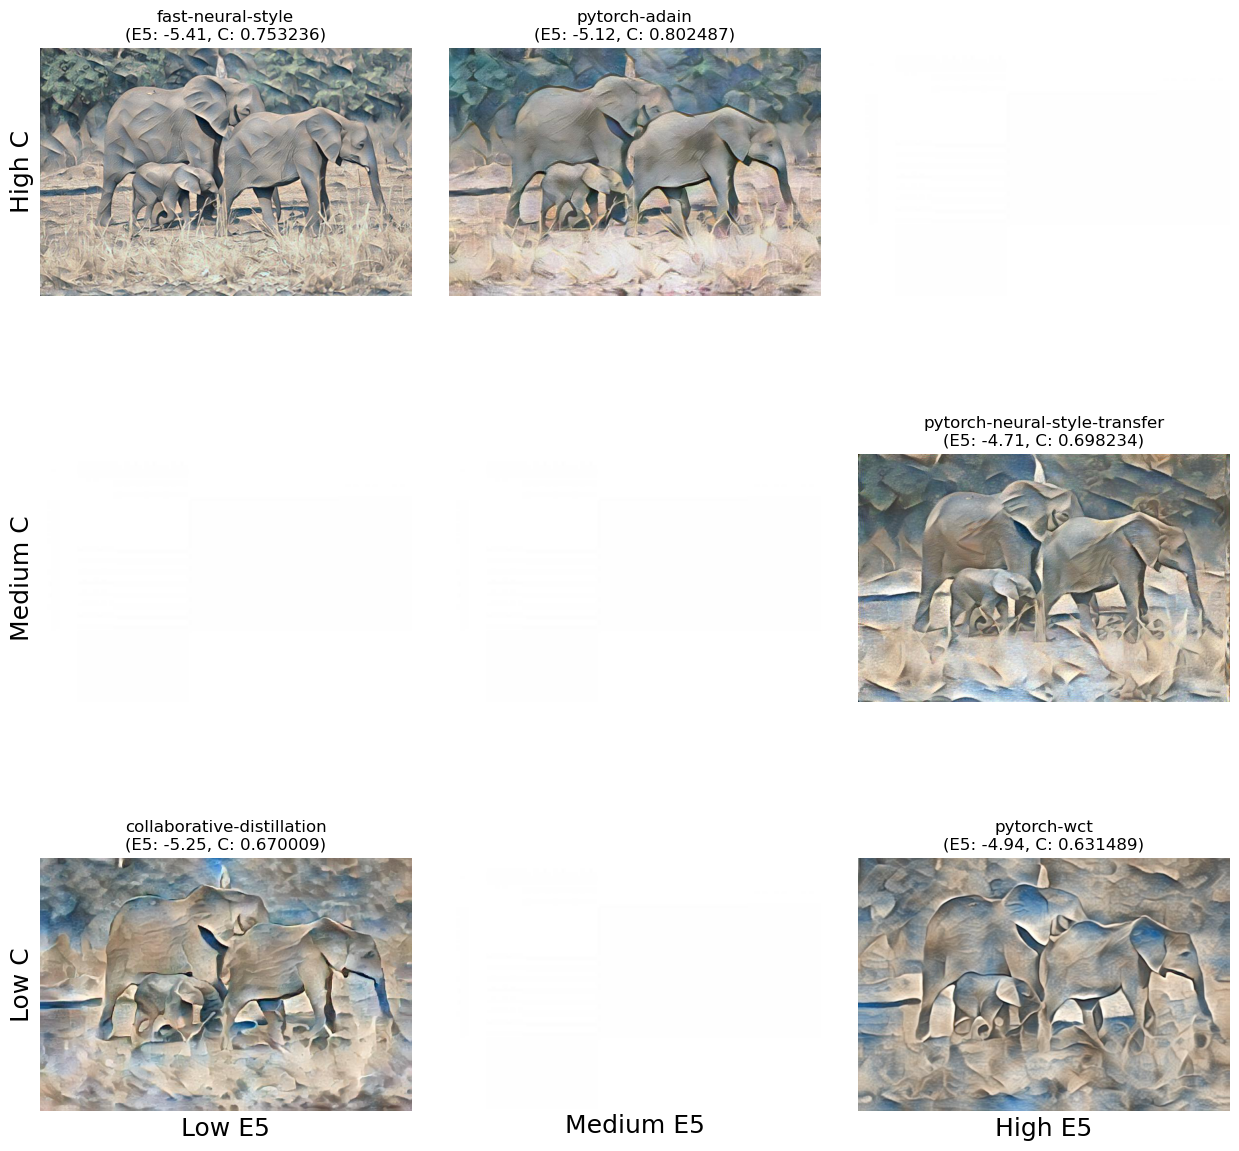 fast-neural-style
(E5: -5.41, C: 0.753236)
pytorch-adain
(E5: -5.12, C: 0.802487)
High C
pytorch-neural-style-transfer
(E5: -4.71, C: 0.698234)
Medium C
collaborative-distillation
(E5: -5.25, C: 0.670009)
pytorch-wct
(E5: -4.94, C: 0.631489)
Low C
Low E5
Medium E5
High E5